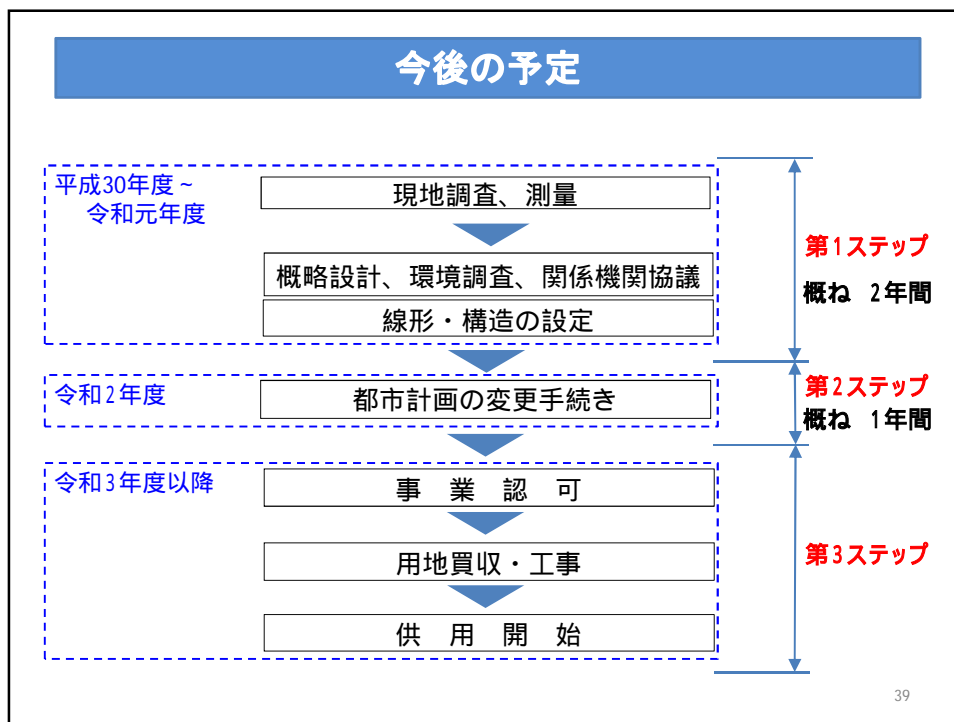 今後の予定
平成30年度~
令和元年度
現地調査、測量
概略設計、環境調査、関係機関協議
線形・構造の設定
第1ステップ
概ね 2年間
令和2年度
都市計画の変更手続き
第2ステップ
概ね 1年間
令和3年度以降
事 業 認 可
用地買収・工事
供 用 開 始
第3ステップ
39